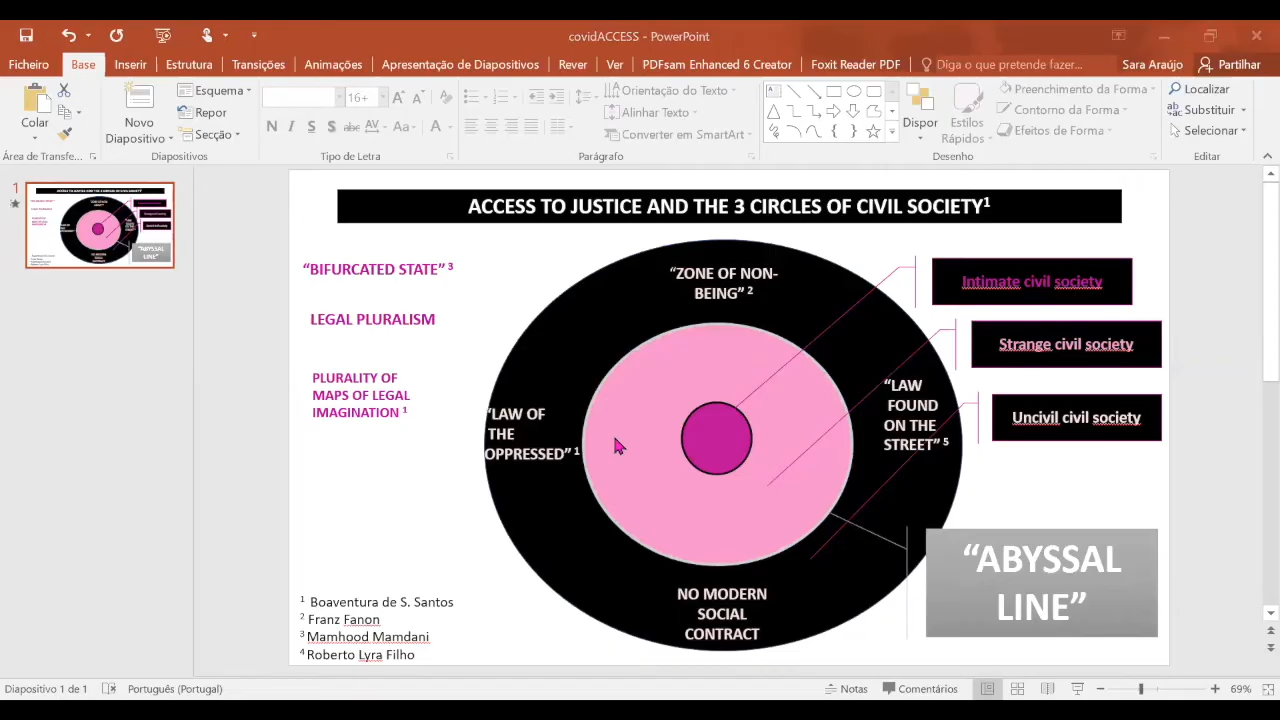 covidACCESS - PowerPoint
Ficheiro Base Inserir Estrutura Transições Animações Apresentação de Diapositivos Rever Ver PDFsam Enhanced 6 Creator Foxit Reader PDF Diga o que pretende fazer... Sara Araújo Partilhar
Colar
Novo
Diapositivo
Esquema
Repor
Secção
16+
Orientação do Texto
Alinhar Texto
Converter em SmartArt
Dispor
Estilos
Rápidos
Preenchimento da Forma
Contorno da Forma
Efeitos de Forma
Localizar
Substituir
Selecionar
Área de Transfe... Diapositivos Tipo de Letra Parágrafo Desenho Editar
1
ACCESS TO JUSTICE AND THE 3 CIRCLES OF CIVIL SOCIETY1
“BIFURCATED STATE” 3
LEGAL PLURALISM
PLURALITY OF
MAPS OF LEGAL
IMAGINATION 1
“ZONE OF NON-
BEING” 2
“LAW OF
THE
OPPRESSED” 1
“LAW
FOUND
ON THE
STREET” 5
NO MODERN
SOCIAL
CONTRACT
Intimate civil society
Strange civil society
Uncivil civil society
“ABYSSAL
LINE”
1 Boaventura de S. Santos
2 Franz Fanon
3 Mamhood Mamdani
4 Roberto Lyra Filho
Diapositivo 1 de 1 Português (Portugal) Notas Comentários 69%